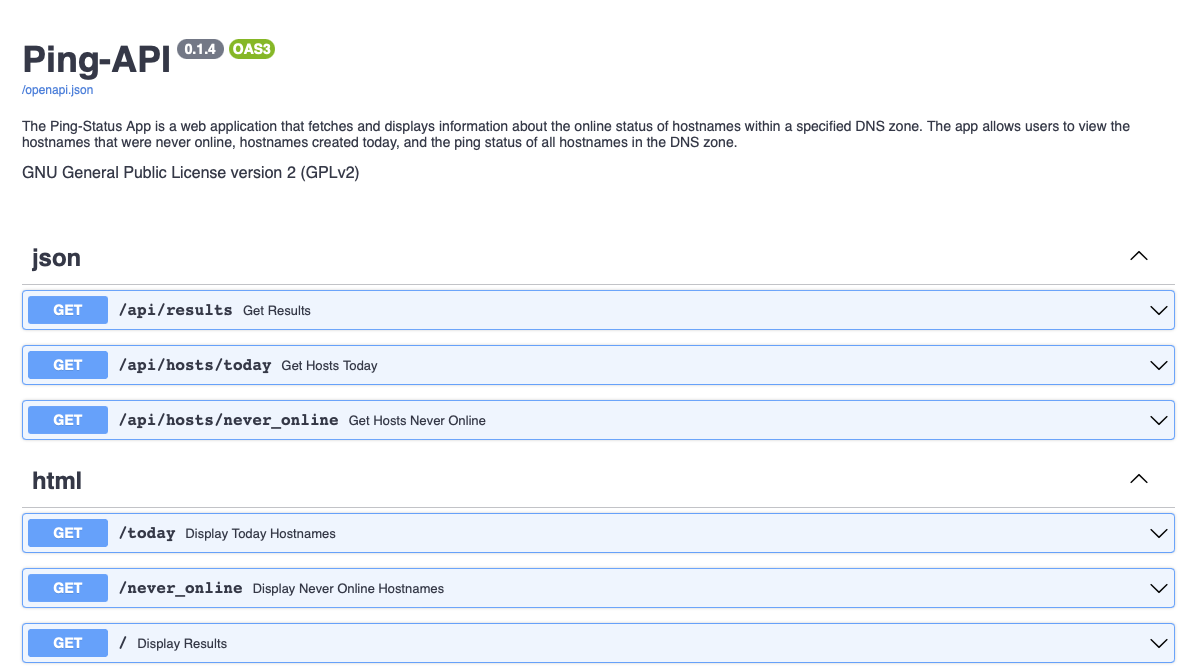 Ping-API 0.1.4 OAS3
/openapi.json
The Ping-Status App is a web application that fetches and displays information about the online status of hostnames within a specified DNS zone. The app allows users to view the
hostnames that were never online, hostnames created today, and the ping status of all hostnames in the DNS zone.
GNU General Public License version 2 (GPLv2)
json
GET /api/results Get Results
GET /api/hosts/today Get Hosts Today
GET /api/hosts/never_online Get Hosts Never Online
html
GET /today Display Today Hostnames
GET /never_online Display Never Online Hostnames
GET / Display Results